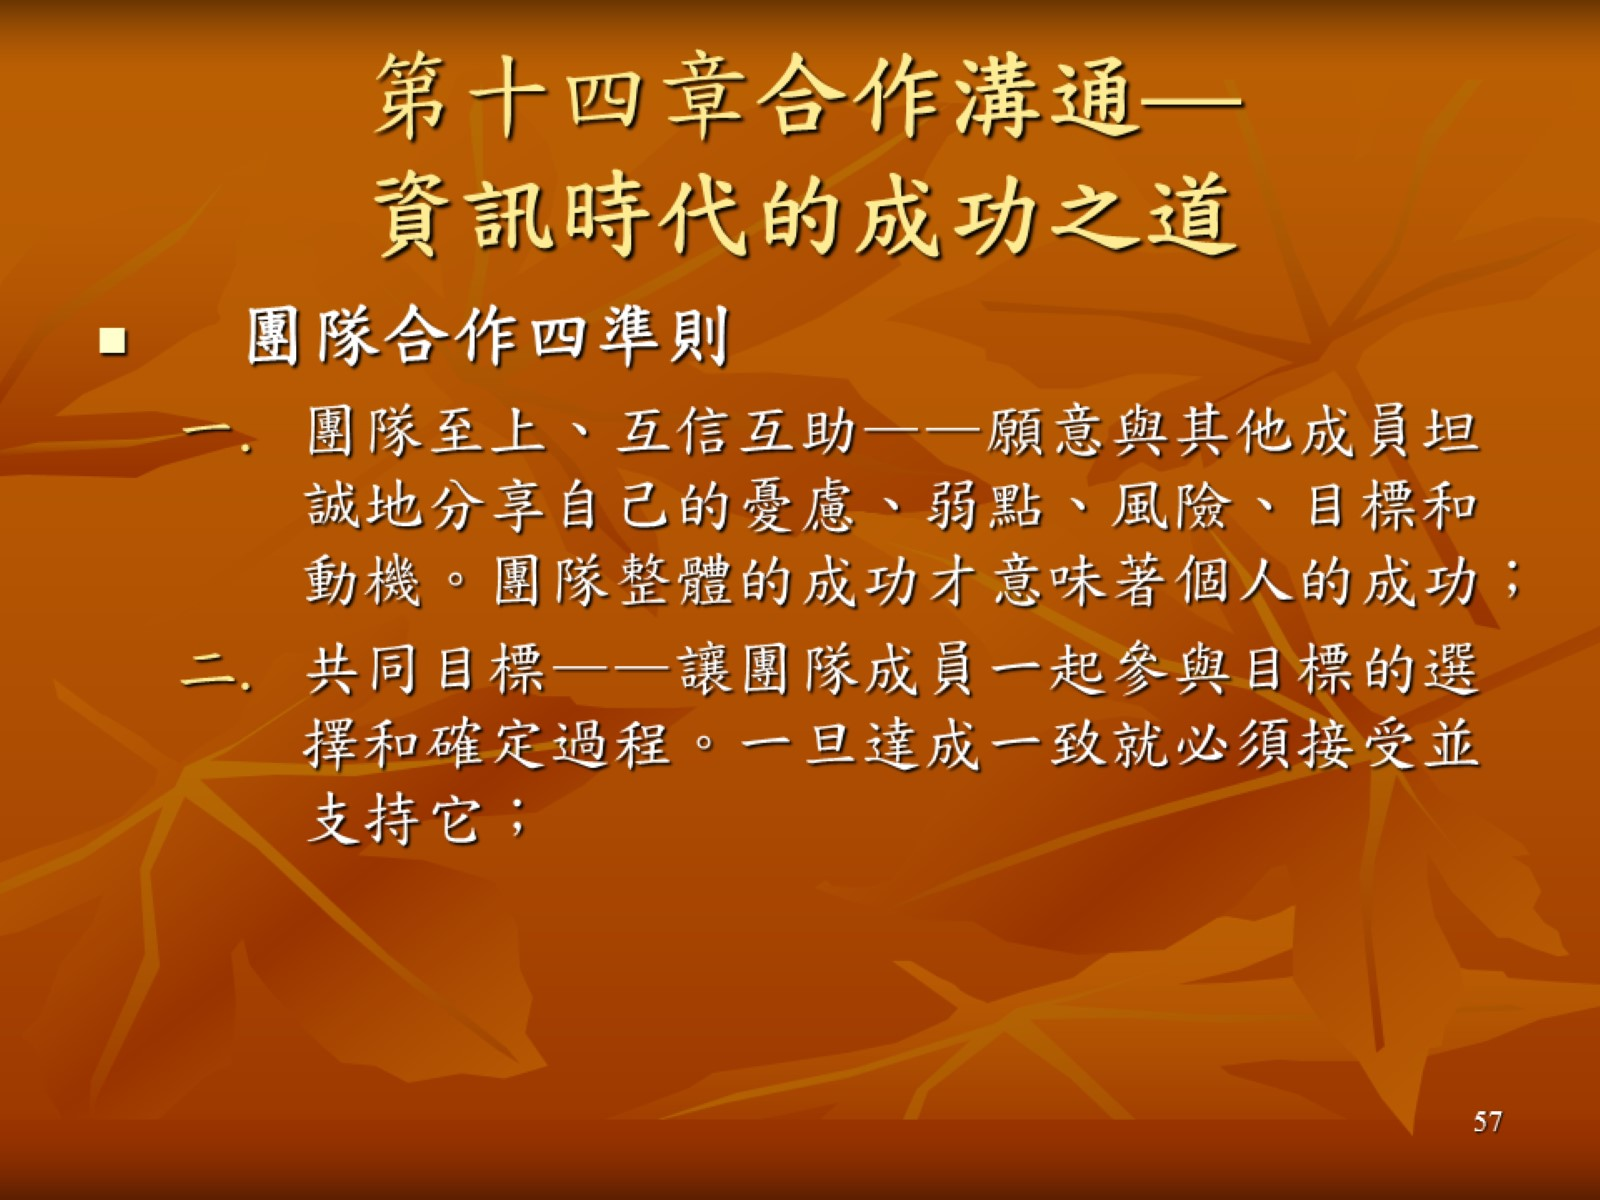 第十四章合作溝通—
資訊時代的成功之道
■ 團隊合作四準則
一. 團隊至上、互信互助——願意與其他成員坦
誠地分享自己的憂慮、弱點、風險、目標和
動機。團隊整體的成功才意味著個人的成功；
二. 共同目標——讓團隊成員一起參與目標的選
擇和確定過程。一旦達成一致就必須接受並
支持它；
57